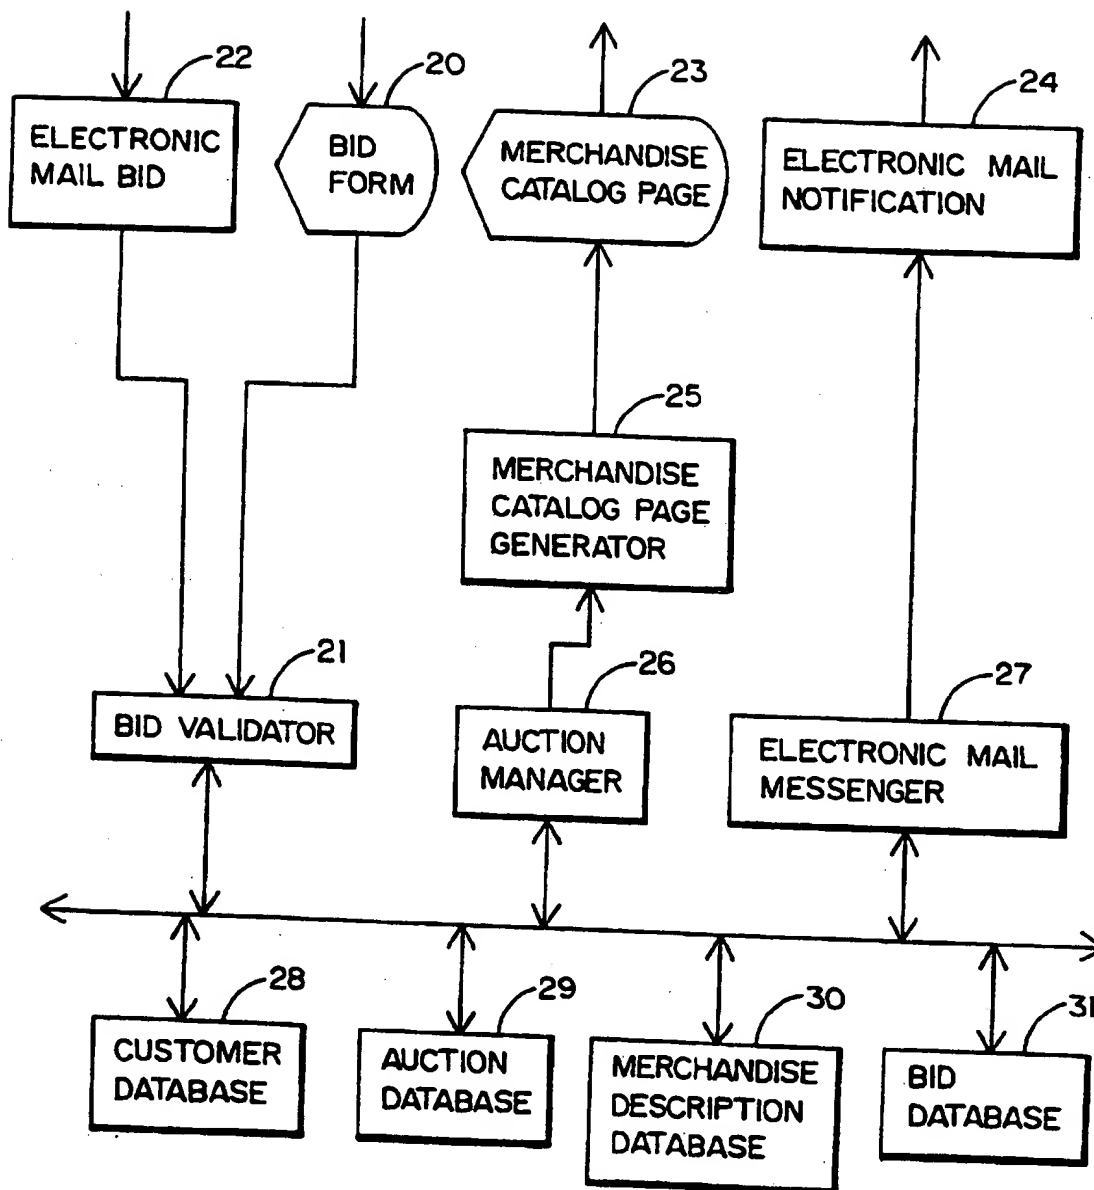 22
20
23
24
ELECTRONIC
MAIL BID
BID
FORM
MERCHANDISE
CATALOG PAGE
ELECTRONIC MAIL
NOTIFICATION
25
MERCHANDISE
CATALOG PAGE
GENERATOR
21
26
27
BID VALIDATOR
AUCTION
MANAGER
ELECTRONIC MAIL
MESSENGER
28
29
30
31
CUSTOMER
DATABASE
AUCTION
DATABASE
MERCHANDISE
DESCRIPTION
DATABASE
BID
DATABASE